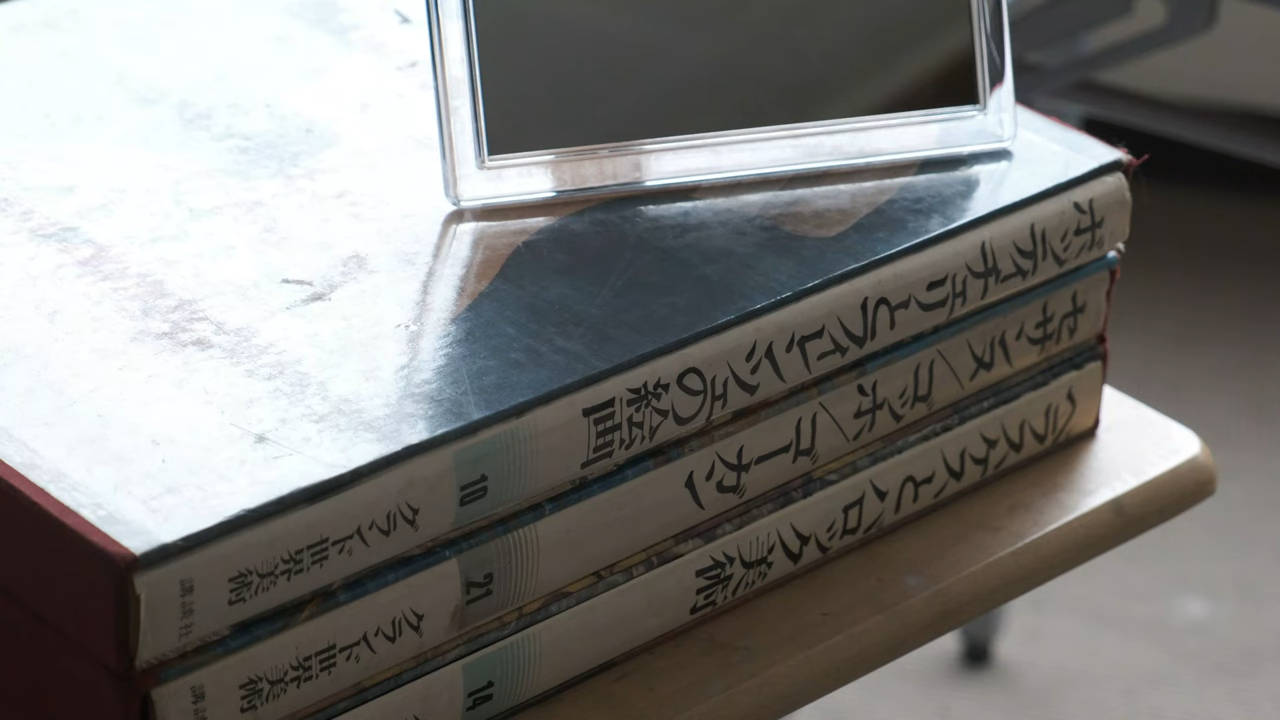 ボッティチェリとフィレンツェの絵画
10
グランド世界美術
講談社
セザンヌ/ゴッホ/ゴーガン
21
グランド世界美術
講談
ベラスケスとバロック美術
14